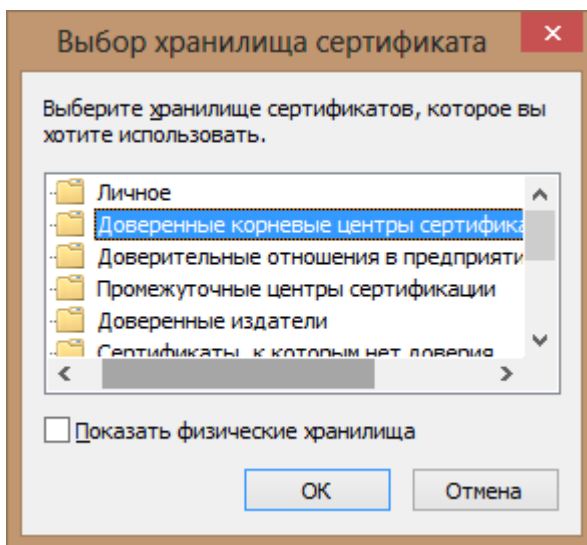 Выбор хранилища сертификата
Выберите хранилище сертификатов, которое вы
хотите использовать.
Личное
Доверенные корневые центры сертифика
Доверительные отношения в предприяти
Промежуточные центры сертификации
Доверенные издатели
Сертификаты, к которым нет доверия
Показать физические хранилища
ОК
Отмена